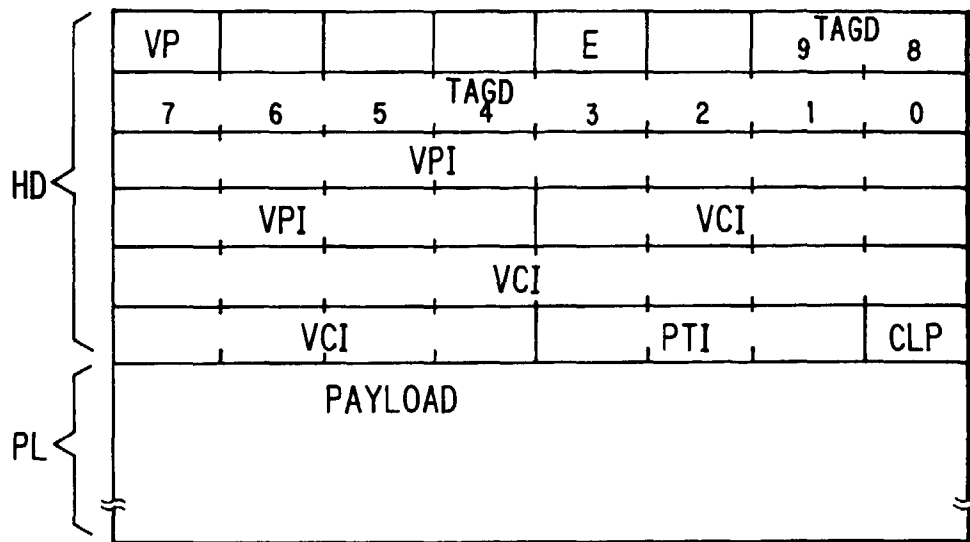 VP E TAGD
9 8
TAGD
7 6 5 4 3 2 1 0
VPI
HD
VPI VCI
VCI
VCI PTI CLP
PAYLOAD
PL